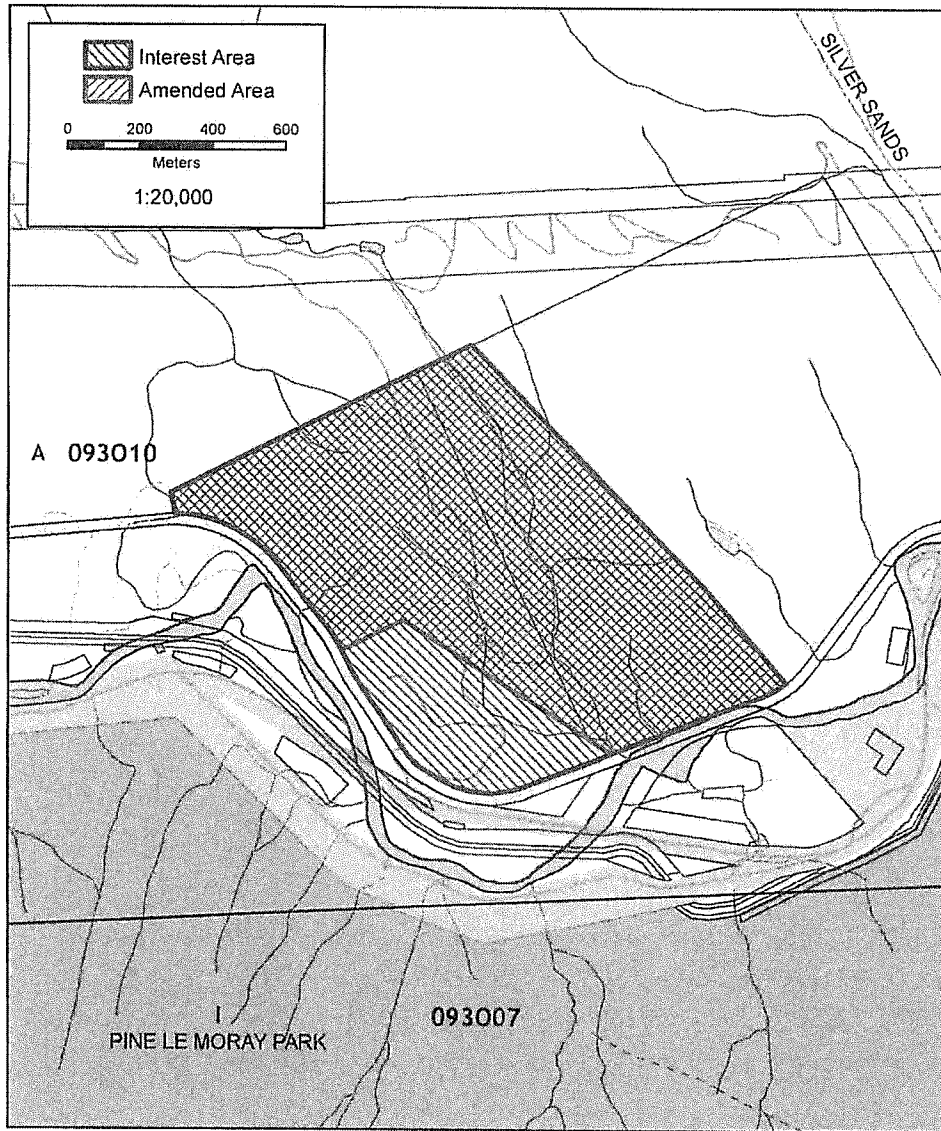 Interest Area
Amended Area
0 200 400 600
Meters
1:20,000
SILVER SANDS
A 093O10
093O07
I
PINE LE MORAY PARK